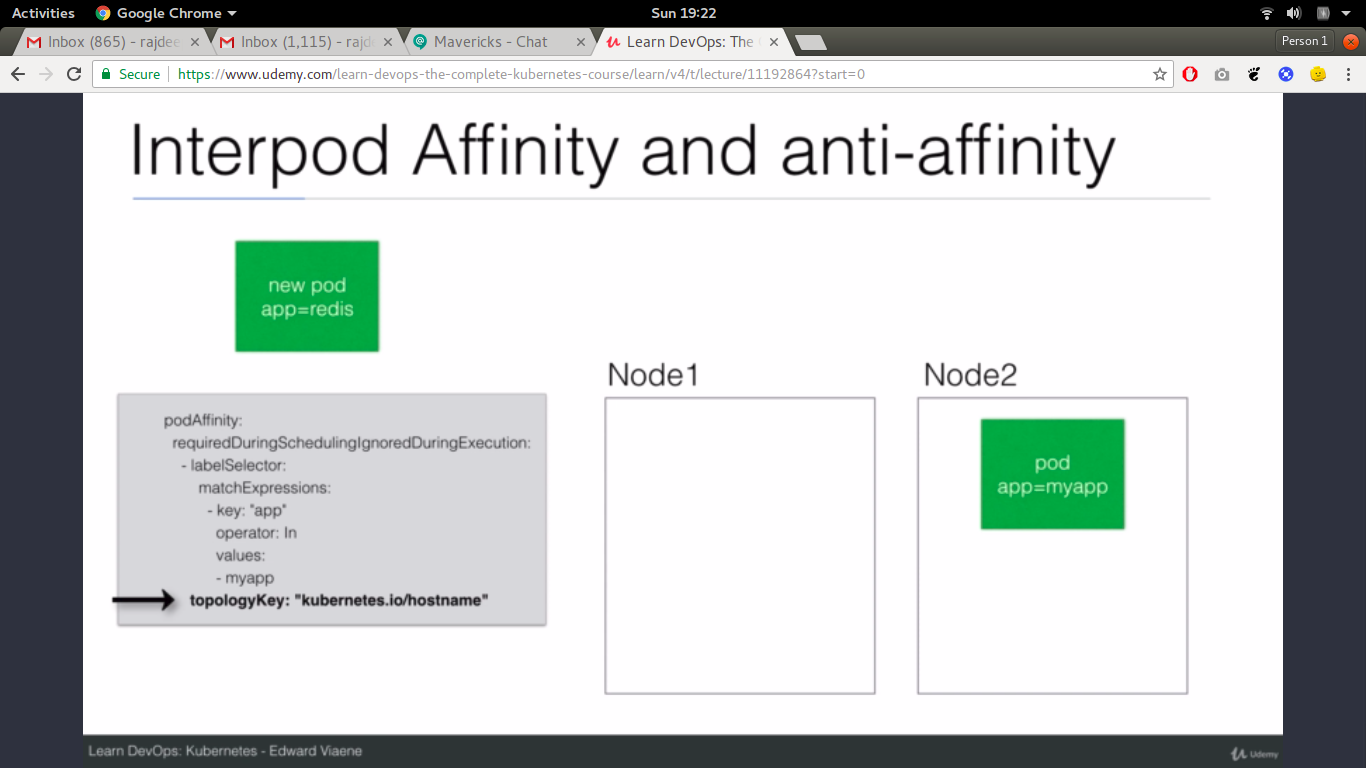 Activities Google Chrome Sun 19:22
Inbox (865) - rajdee Inbox (1,115) - rajd Mavericks - Chat Learn DevOps: The Person 1
Secure https://www.udemy.com/learn-devops-the-complete-kubernetes-course/learn/v4/t/lecture/11192864?start=0
Interpod Affinity and anti-affinity
new pod
app=redis
podAffinity:
requiredDuringSchedulingIgnoredDuringExecution:
- labelSelector:
matchExpressions:
- key: "app"
operator: In
values:
- myapp
topologyKey: "kubernetes.io/hostname"
Node1
Node2
pod
app=myapp
Learn DevOps: Kubernetes - Edward Viaene
Udemy